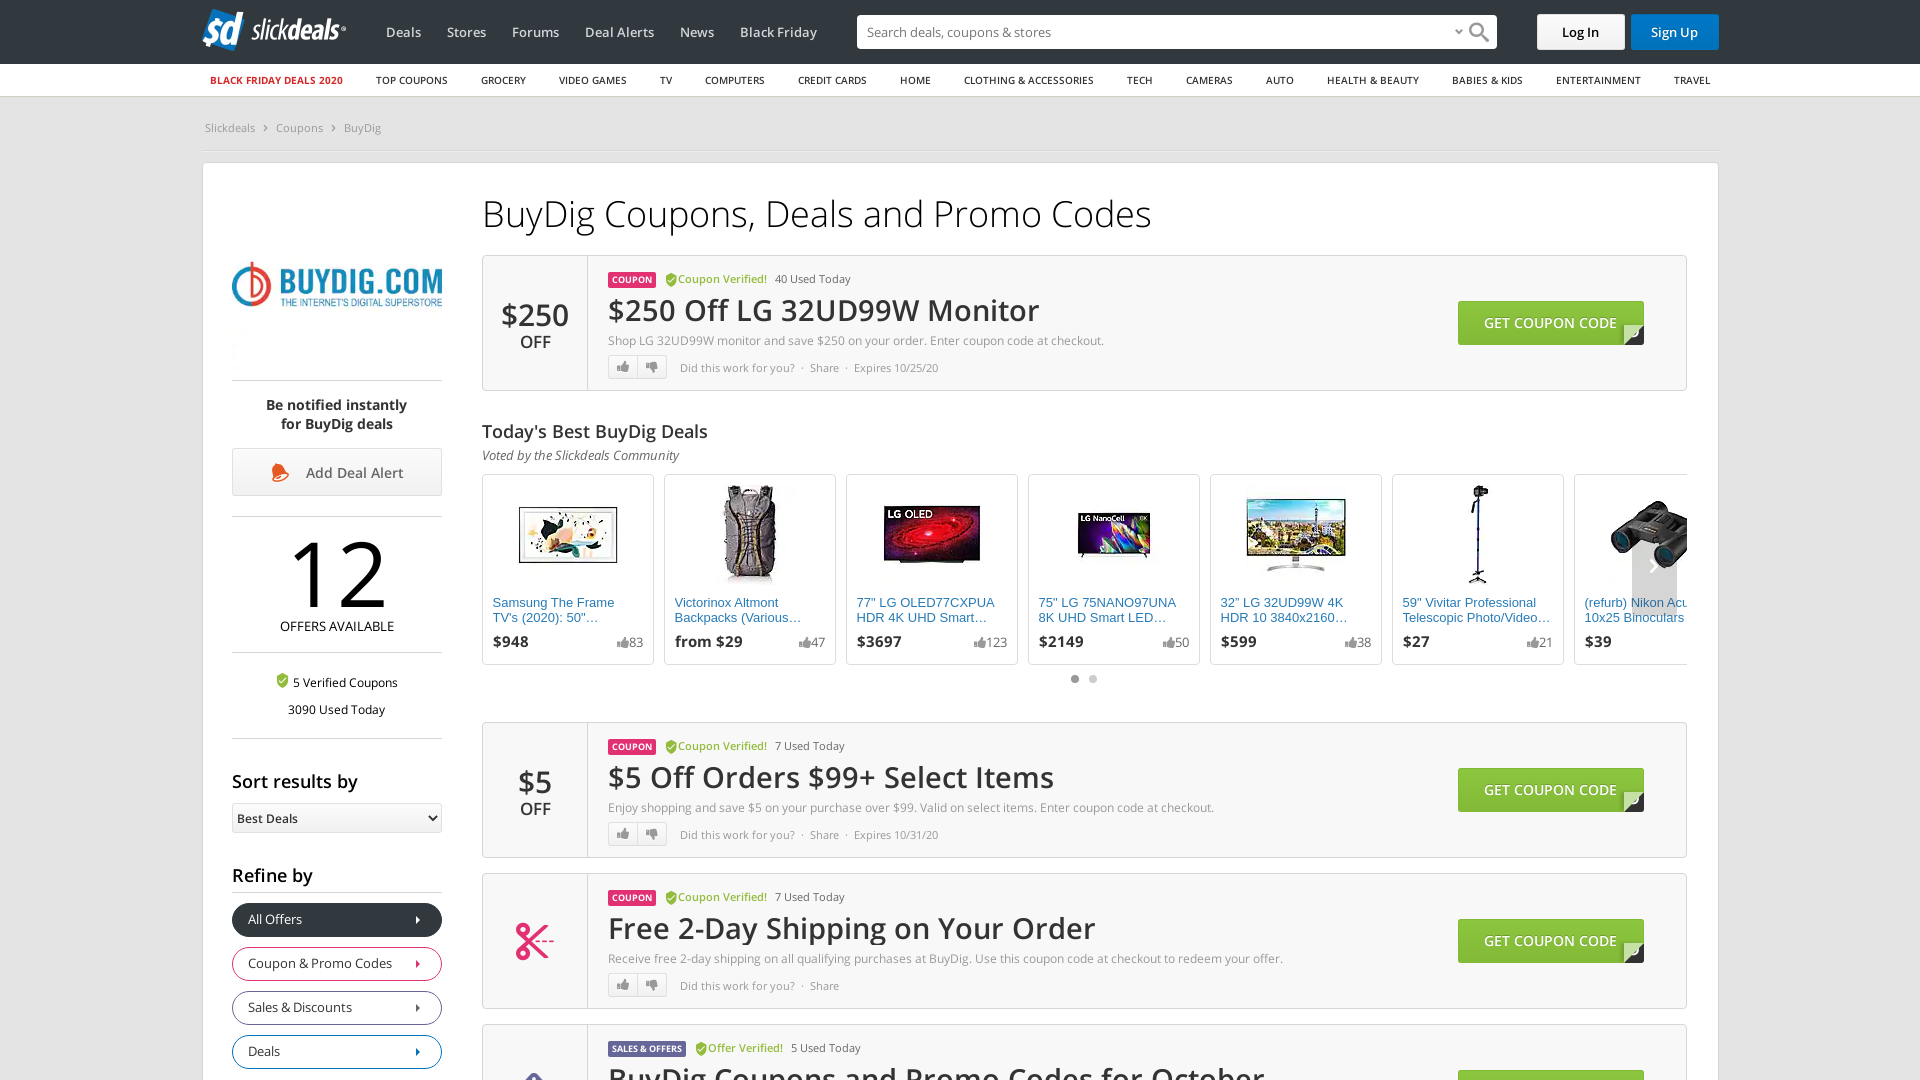 sd slickdeals
Deals Stores Forums Deal Alerts News Black Friday
Search deals, coupons & stores
Log In Sign Up
BLACK FRIDAY DEALS 2020 TOP COUPONS GROCERY VIDEO GAMES TV COMPUTERS CREDIT CARDS HOME CLOTHING & ACCESSORIES TECH CAMERAS AUTO HEALTH & BEAUTY BABIES & KIDS ENTERTAINMENT TRAVEL
Slickdeals > Coupons > BuyDig
BUYDIG.COM
THE INTERNET'S DIGITAL SUPERSTORE
Be notified instantly
for BuyDig deals
Add Deal Alert
12
OFFERS AVAILABLE
5 Verified Coupons
3090 Used Today
Sort results by
Best Deals
Refine by
All Offers
Coupon & Promo Codes
Sales & Discounts
Deals
BuyDig Coupons, Deals and Promo Codes
$250
OFF
COUPON Coupon Verified! 40 Used Today
$250 Off LG 32UD99W Monitor
Shop LG 32UD99W monitor and save $250 on your order. Enter coupon code at checkout.
Did this work for you? · Share · Expires 10/25/20
GET COUPON CODE
Today's Best BuyDig Deals
Voted by the Slickdeals Community
Samsung The Frame
TV's (2020): 50"...
$948 83
Victorinox Altmont
Backpacks (Various...
from $29 47
LG OLED
77" LG OLED77CXPUA
HDR 4K UHD Smart...
$3697 123
LG NanoCell 8K
75" LG 75NANO97UNA
8K UHD Smart LED...
$2149 50
32" LG 32UD99W 4K
HDR 10 3840x2160...
$599 38
59" Vivitar Professional
Telescopic Photo/Video...
$27 21
(refurb) Nikon Acu
10x25 Binoculars
$39
$5
OFF
COUPON Coupon Verified! 7 Used Today
$5 Off Orders $99+ Select Items
Enjoy shopping and save $5 on your purchase over $99. Valid on select items. Enter coupon code at checkout.
Did this work for you? · Share · Expires 10/31/20
GET COUPON CODE
COUPON Coupon Verified! 7 Used Today
Free 2-Day Shipping on Your Order
Receive free 2-day shipping on all qualifying purchases at BuyDig. Use this coupon code at checkout to redeem your offer.
Did this work for you? · Share
GET COUPON CODE
SALES & OFFERS Offer Verified! 5 Used Today
BuyDig Coupons and Promo Codes for October